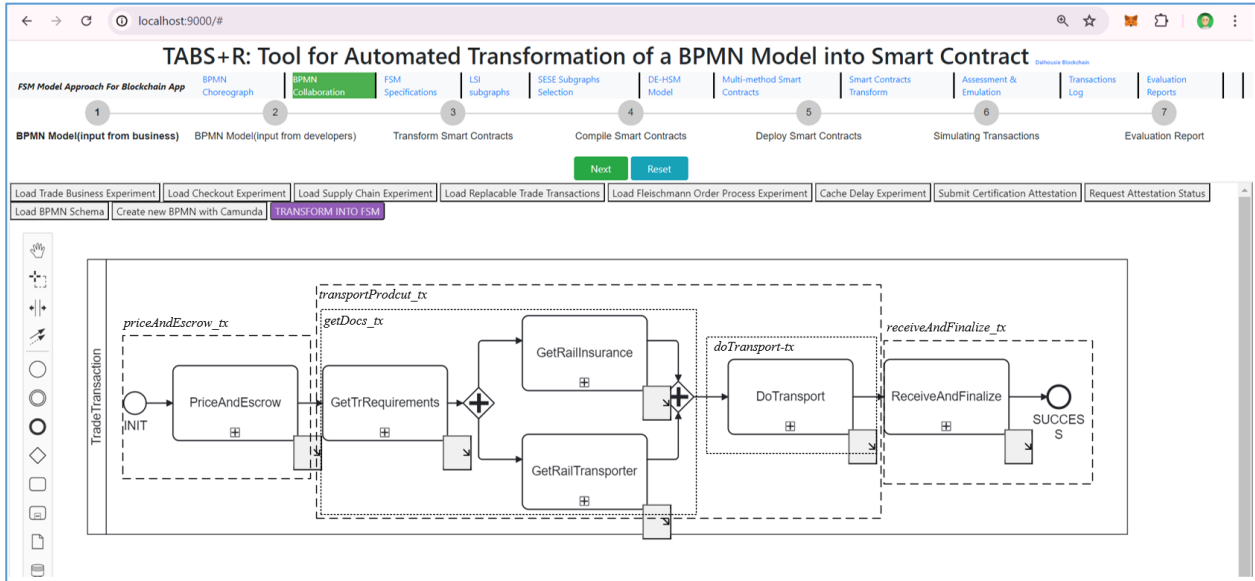 localhost:9000/#
TABS+R: Tool for Automated Transformation of a BPMN Model into Smart Contract Dalhousie Blockchain
FSM Model Approach For Blockchain App
BPMN Choreograph
BPMN Collaboration
FSM Specifications
LSI subgraphs
SESE Subgraphs Selection
DE-HSM Model
Multi-method Smart Contracts
Smart Contracts Transform
Assessment & Emulation
Transactions Log
Evaluation Reports
1 2 3 4 5 6 7
BPMN Model(input from business) BPMN Model(input from developers) Transform Smart Contracts Compile Smart Contracts Deploy Smart Contracts Simulating Transactions Evaluation Report
Next Reset
Load Trade Business Experiment Load Checkout Experiment Load Supply Chain Experiment Load Replacable Trade Transactions Load Fleischmann Order Process Experiment Cache Delay Experiment Submit Certification Attestation Request Attestation Status
Load BPMN Schema Create new BPMN with Camunda TRANSFORM INTO FSM
TradeTransaction
transportProdcut_tx
priceAndEscrow_tx
getDocs_tx
receiveAndFinalize_tx
doTransport-tx
GetRailInsurance
PriceAndEscrow
GetTrRequirements
DoTransport
ReceiveAndFinalize
INIT
SUCCES
S
GetRailTransporter